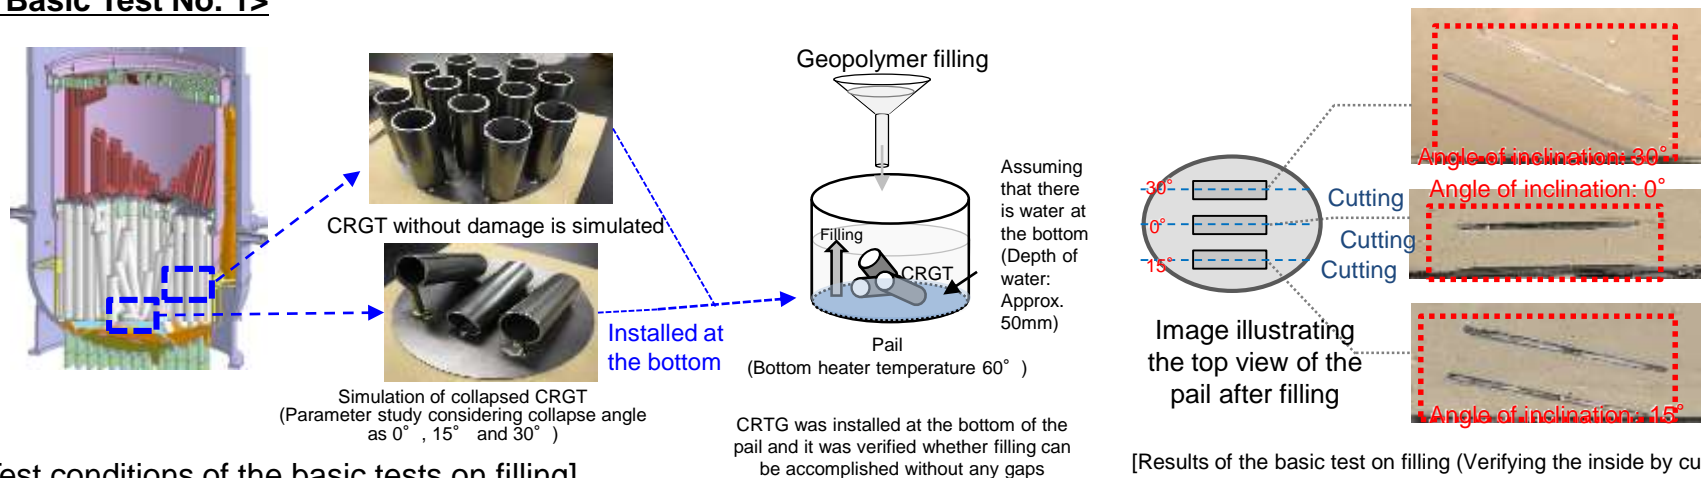 Basic Test No. 1>
CRGT without damage is simulated
Simulation of collapsed CRGT
(Parameter study considering collapse angle
as 0°, 15° and 30°)
Installed at
the bottom
Geopolymer filling
Filling
CRGT
Assuming
that there
is water at
the bottom
(Depth of
water:
Approx.
50mm)
Pail
(Bottom heater temperature 60°)
CRTG was installed at the bottom of the
pail and it was verified whether filling can
be accomplished without any gaps
30°
0°
15°
Cutting
Cutting
Cutting
Image illustrating
the top view of the
pail after filling
Angle of inclination: 30°
Angle of inclination: 0°
Angle of inclination: 15°
Test conditions of the basic tests on filling]
[Results of the basic test on filling (Verifying the inside by cu